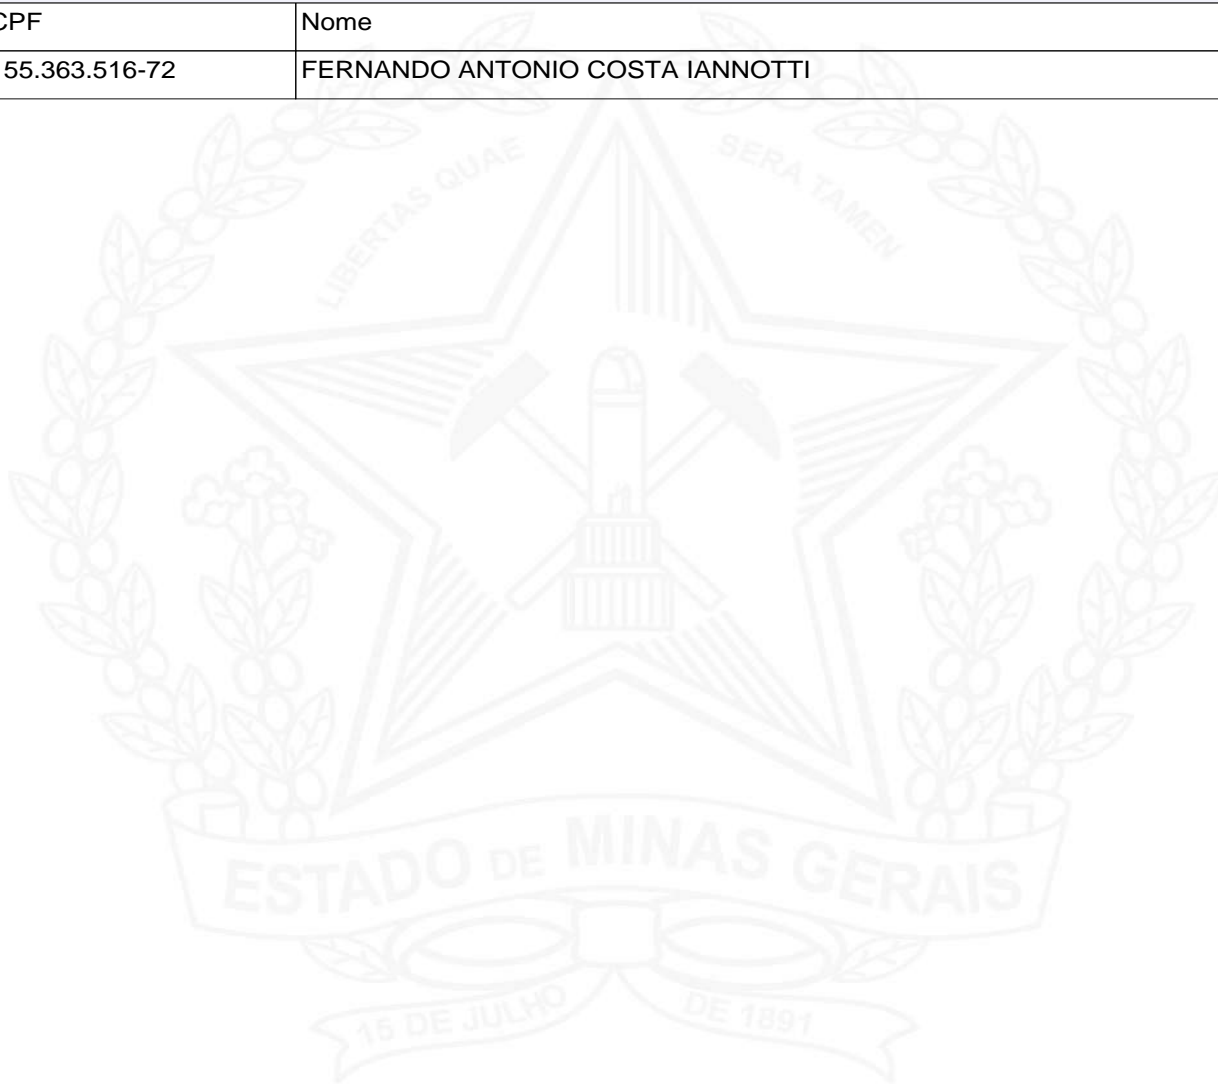 CPF Nome
55.363.516-72 FERNANDO ANTONIO COSTA IANNOTTI
LIBERTAS QUAE SERA TAMEN
ESTADO DE MINAS GERAIS
15 DE JULHO DE 1891